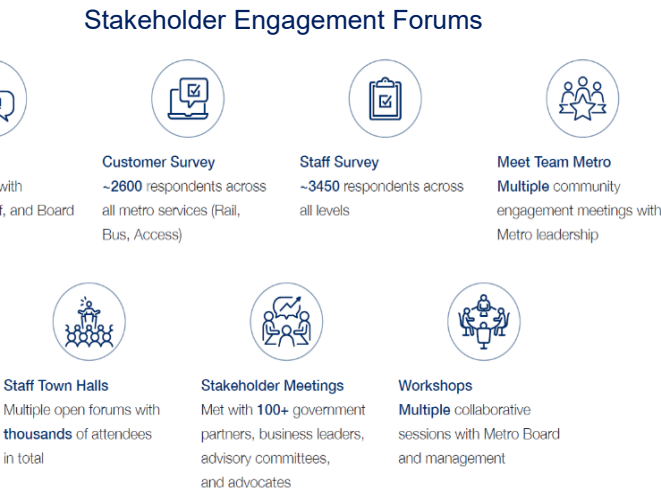 Stakeholder Engagement Forums
Customer Survey
~2600 respondents across
all metro services (Rail,
Bus, Access)
Staff Survey
~3450 respondents across
all levels
Meet Team Metro
Multiple community
engagement meetings with
Metro leadership
with
, and Board
Staff Town Halls
Multiple open forums with
thousands of attendees
in total
Stakeholder Meetings
Met with 100+ government
partners, business leaders,
advisory committees,
and advocates
Workshops
Multiple collaborative
sessions with Metro Board
and management